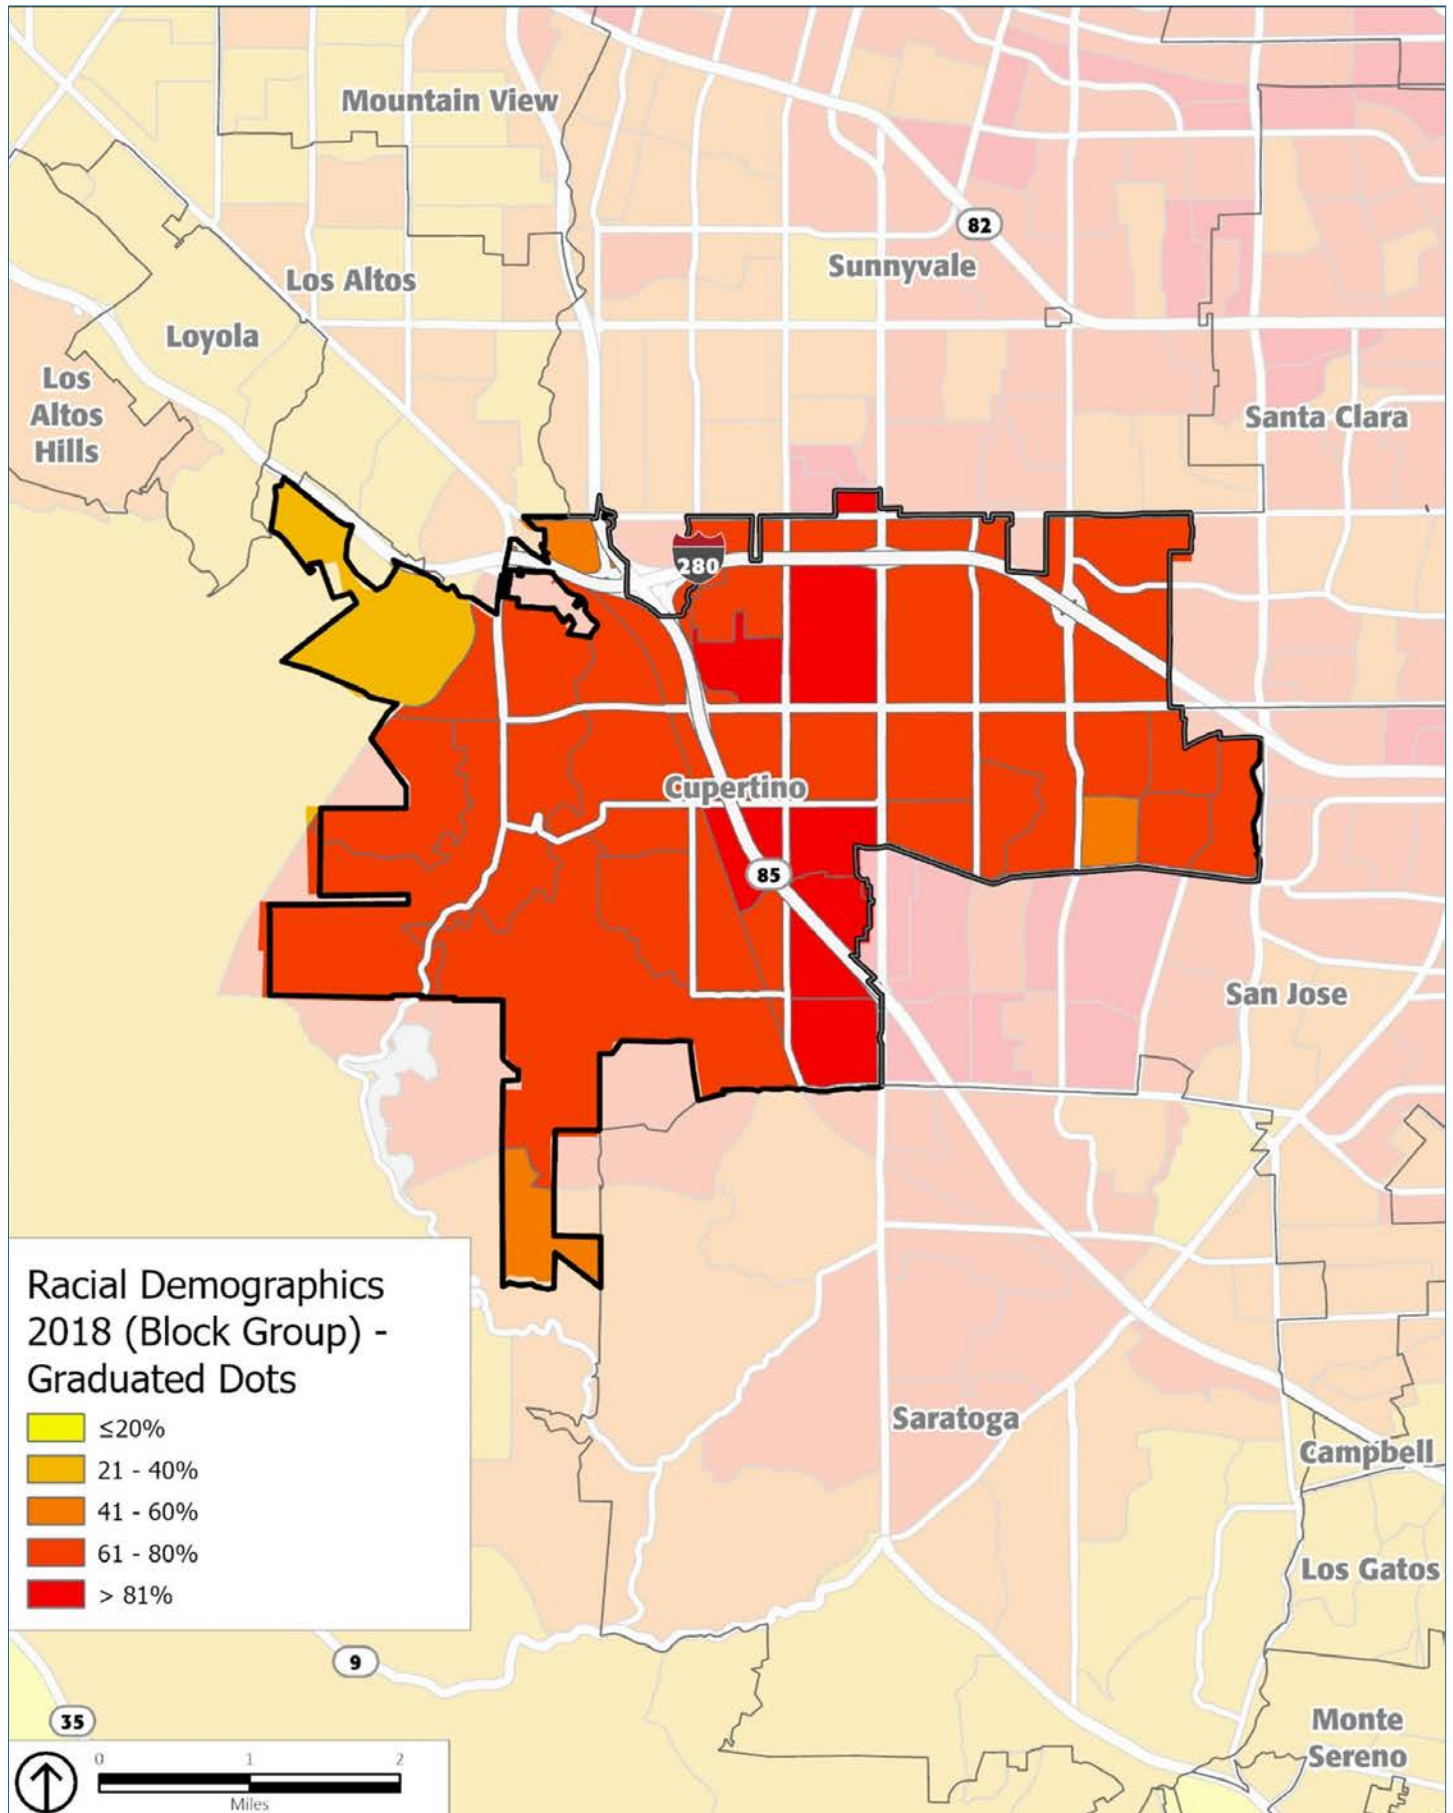 Mountain View
82
Sunnyvale
Los Altos
Loyola
Los
Altos
Hills
Santa Clara
280
Cupertino
85
San Jose
Racial Demographics
2018 (Block Group) -
Graduated Dots
≤20%
21 - 40%
41 - 60%
61 - 80%
> 81%
Saratoga
Campbell
Los Gatos
9
35
Monte
Sereno
0 1 2
Miles